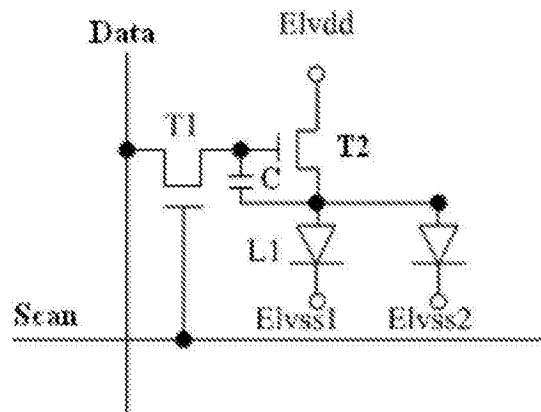 Data
Elvdd
T1
T2
C
L1
Elvss1
Elvss2
Scan